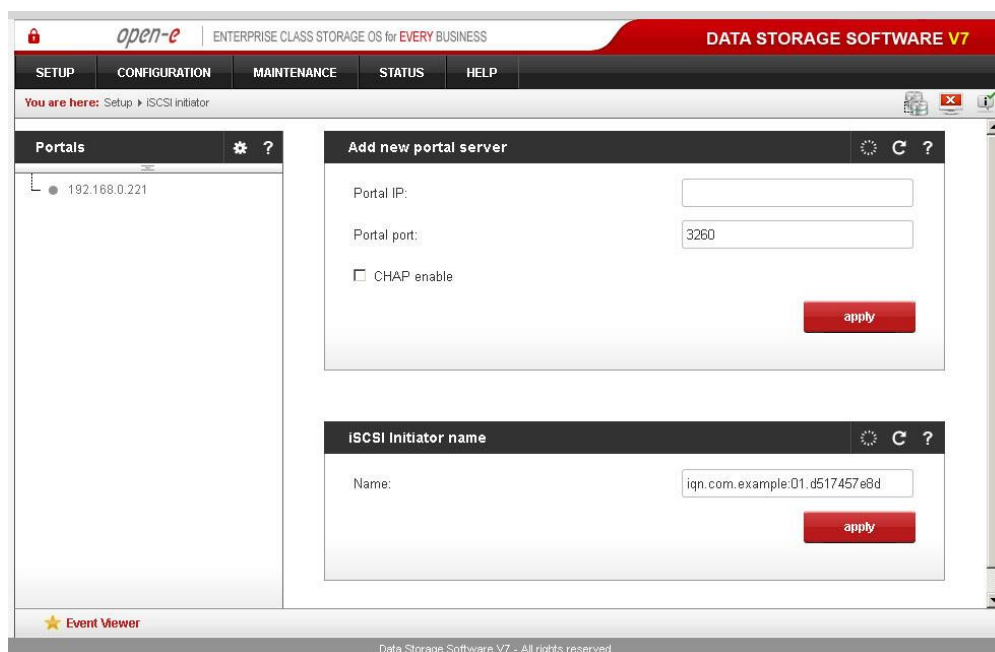 open-e ENTERPRISE CLASS STORAGE OS for EVERY BUSINESS DATA STORAGE SOFTWARE V7
SETUP CONFIGURATION MAINTENANCE STATUS HELP
You are here: Setup iSCSI initiator
Portals ?
192.168.0.221
Add new portal server ?
Portal IP:
Portal port: 3260
CHAP enable
apply
iSCSI Initiator name ?
Name: iqn.com.example:01.d517457e8d
apply
Event Viewer
Data Storage Software V7 - All rights reserved